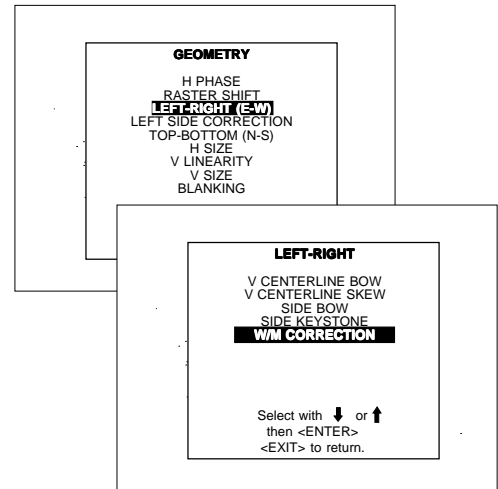 GEOMETRY
H PHASE
RASTER SHIFT
LEFT-RIGHT (E-W)
LEFT SIDE CORRECTION
TOP-BOTTOM (N-S)
H SIZE
V LINEARITY
V SIZE
BLANKING
LEFT-RIGHT
V CENTERLINE BOW
V CENTERLINE SKEW
SIDE BOW
SIDE KEYSTONE
W/M CORRECTION
Select with ⬇ or ⬆
then <ENTER>
<EXIT> to return.